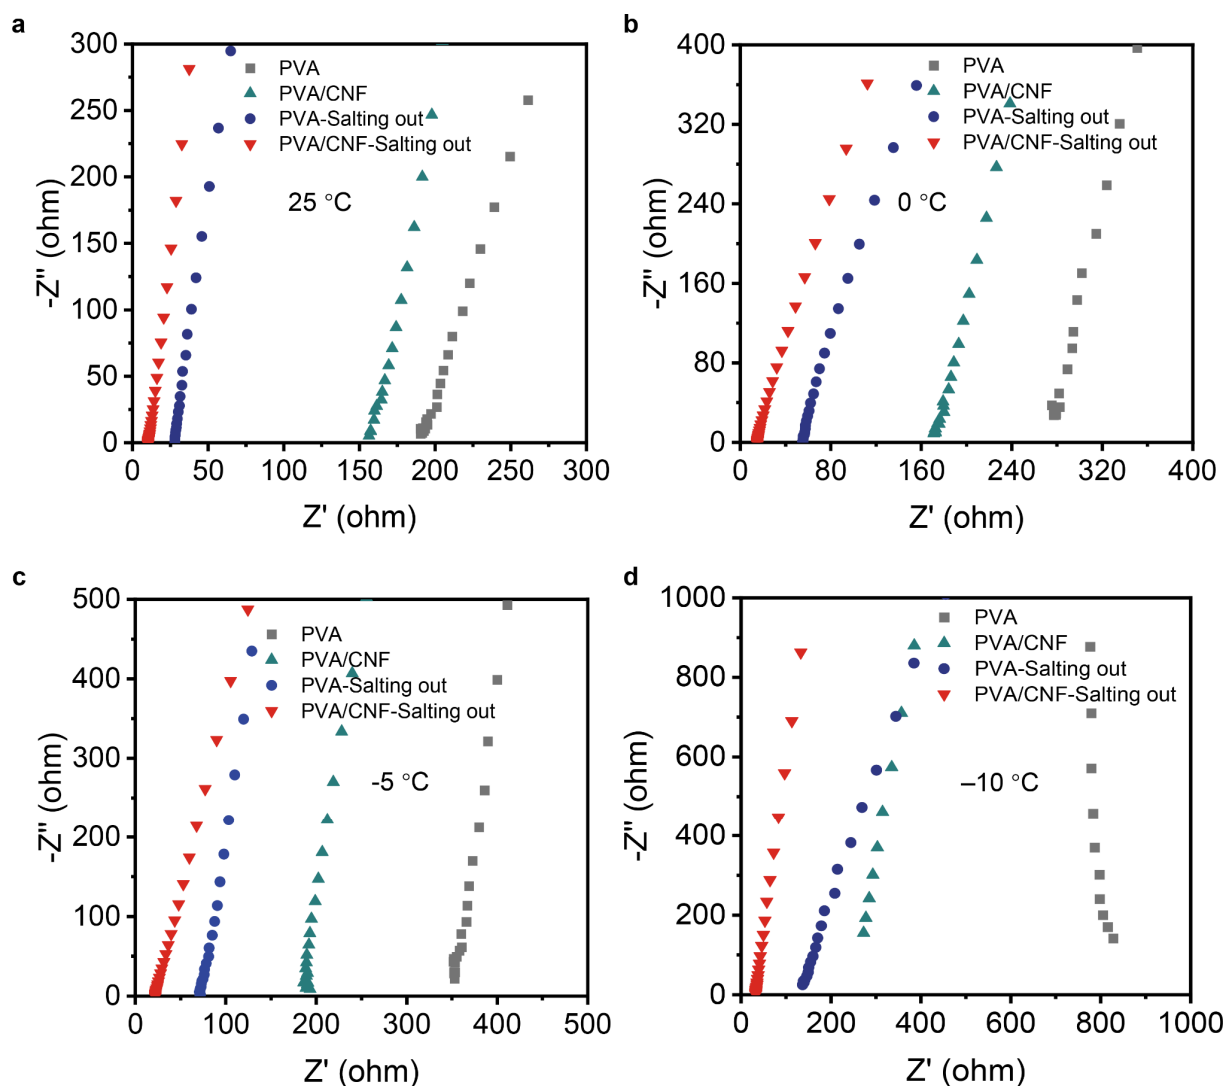 a
300
250
200
150
100
50
0
-Z" (ohm)
PVA
PVA/CNF
PVA-Salting out
PVA/CNF-Salting out
25 °C
0 50 100 150 200 250 300
Z' (ohm)
b
400
320
240
160
80
0
-Z" (ohm)
PVA
PVA/CNF
PVA-Salting out
PVA/CNF-Salting out
0 °C
0 80 160 240 320 400
Z' (ohm)
c
500
400
300
200
100
0
-Z" (ohm)
PVA
PVA/CNF
PVA-Salting out
PVA/CNF-Salting out
-5 °C
0 100 200 300 400 500
Z' (ohm)
d
1000
800
600
400
200
0
-Z" (ohm)
PVA
PVA/CNF
PVA-Salting out
PVA/CNF-Salting out
–10 °C
0 200 400 600 800 1000
Z' (ohm)